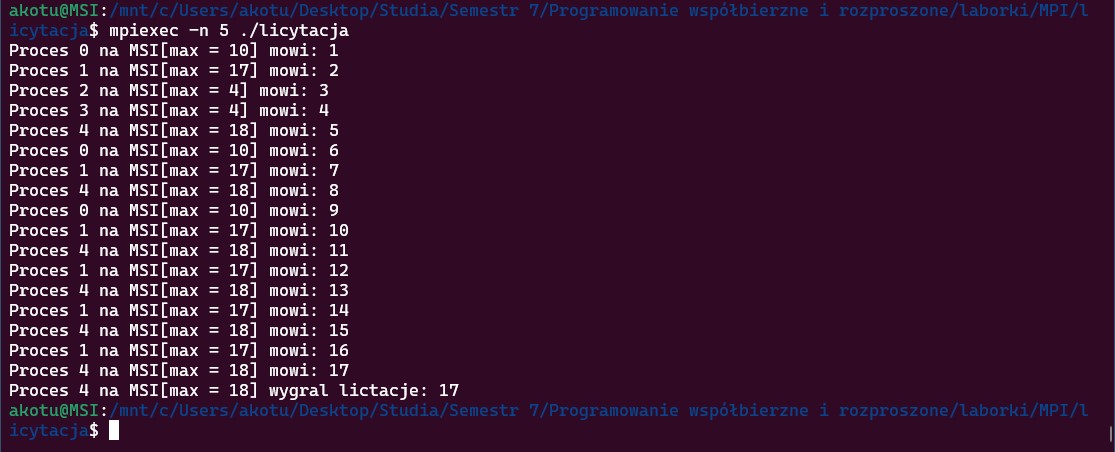 akotu@MSI:/mnt/c/Users/akotu/Desktop/Studia/Semestr 7/Programowanie współbierzne i rozproszone/laborki/MPI/l
icytacja$ mpiexec -n 5 ./licytacja
Proces 0 na MSI[max = 10] mowi: 1
Proces 1 na MSI[max = 17] mowi: 2
Proces 2 na MSI[max = 4] mowi: 3
Proces 3 na MSI[max = 4] mowi: 4
Proces 4 na MSI[max = 18] mowi: 5
Proces 0 na MSI[max = 10] mowi: 6
Proces 1 na MSI[max = 17] mowi: 7
Proces 4 na MSI[max = 18] mowi: 8
Proces 0 na MSI[max = 10] mowi: 9
Proces 1 na MSI[max = 17] mowi: 10
Proces 4 na MSI[max = 18] mowi: 11
Proces 1 na MSI[max = 17] mowi: 12
Proces 4 na MSI[max = 18] mowi: 13
Proces 1 na MSI[max = 17] mowi: 14
Proces 4 na MSI[max = 18] mowi: 15
Proces 1 na MSI[max = 17] mowi: 16
Proces 4 na MSI[max = 18] mowi: 17
Proces 4 na MSI[max = 18] wygral lictacje: 17
akotu@MSI:/mnt/c/Users/akotu/Desktop/Studia/Semestr 7/Programowanie współbierzne i rozproszone/laborki/MPI/l
icytacja$